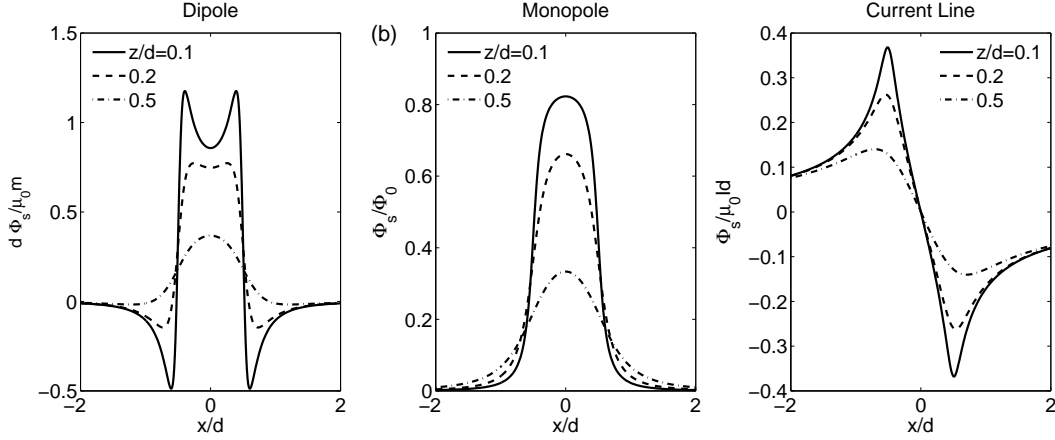 Dipole
1.5
1
0.5
0
−0.5
−2
0
2
z/d=0.1
0.2
0.5
d Φs/μ0m
x/d
(b)
Monopole
1
0.8
0.6
0.4
0.2
0
−2
0
2
z/d=0.1
0.2
0.5
Φs/Φ0
x/d
Current Line
0.4
0.3
0.2
0.1
0
−0.1
−0.2
−0.3
−0.4
−2
0
2
z/d=0.1
0.2
0.5
Φs/μ0Id
x/d